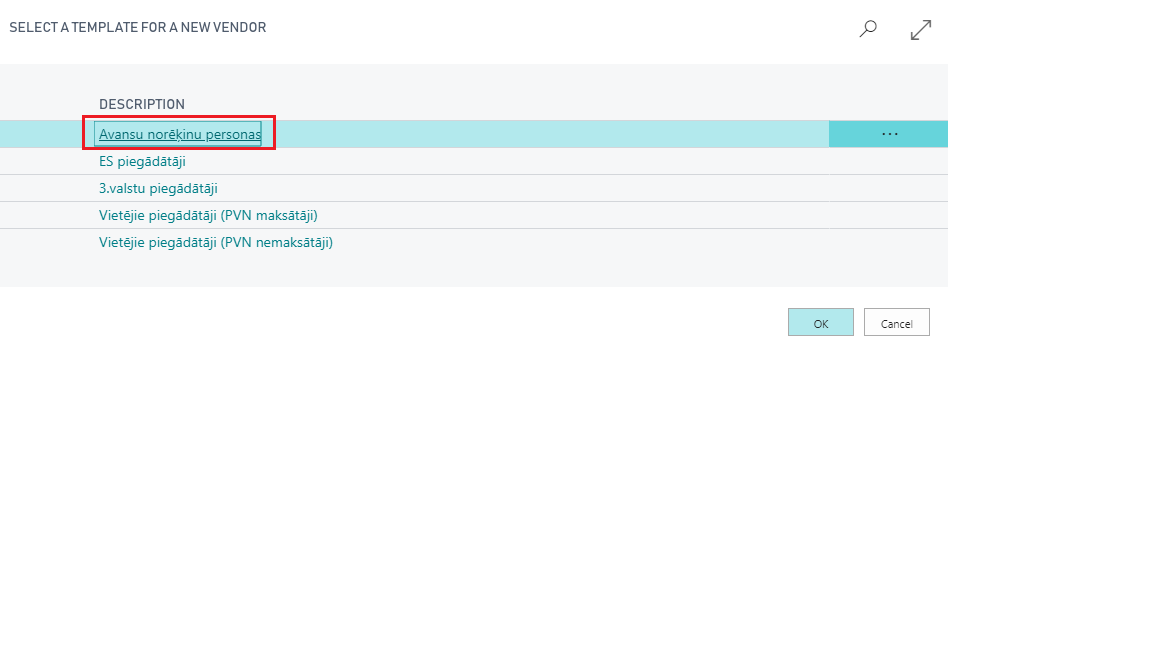 SELECT A TEMPLATE FOR A NEW VENDOR
DESCRIPTION
Avansu norēķinu personas
ES piegādātāji
3.valstu piegādātāji
Vietējie piegādātāji (PVN maksātāji)
Vietējie piegādātāji (PVN nemaksātāji)
OK Cancel